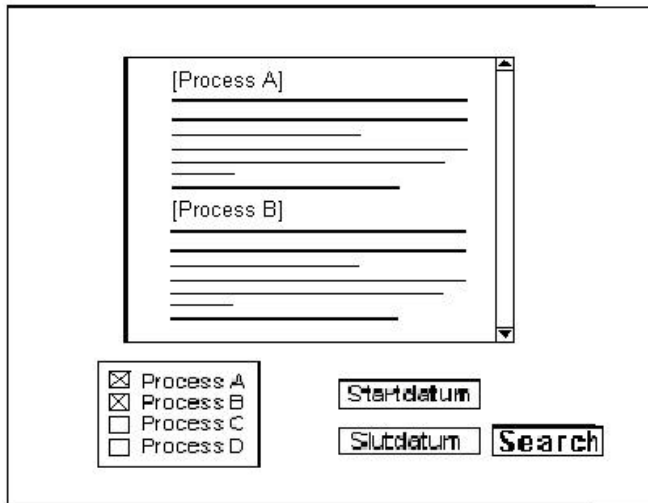 [Process A]
[Process B]
Process A
Process B
Process C
Process D
Startdatum
Slutdatum
Search